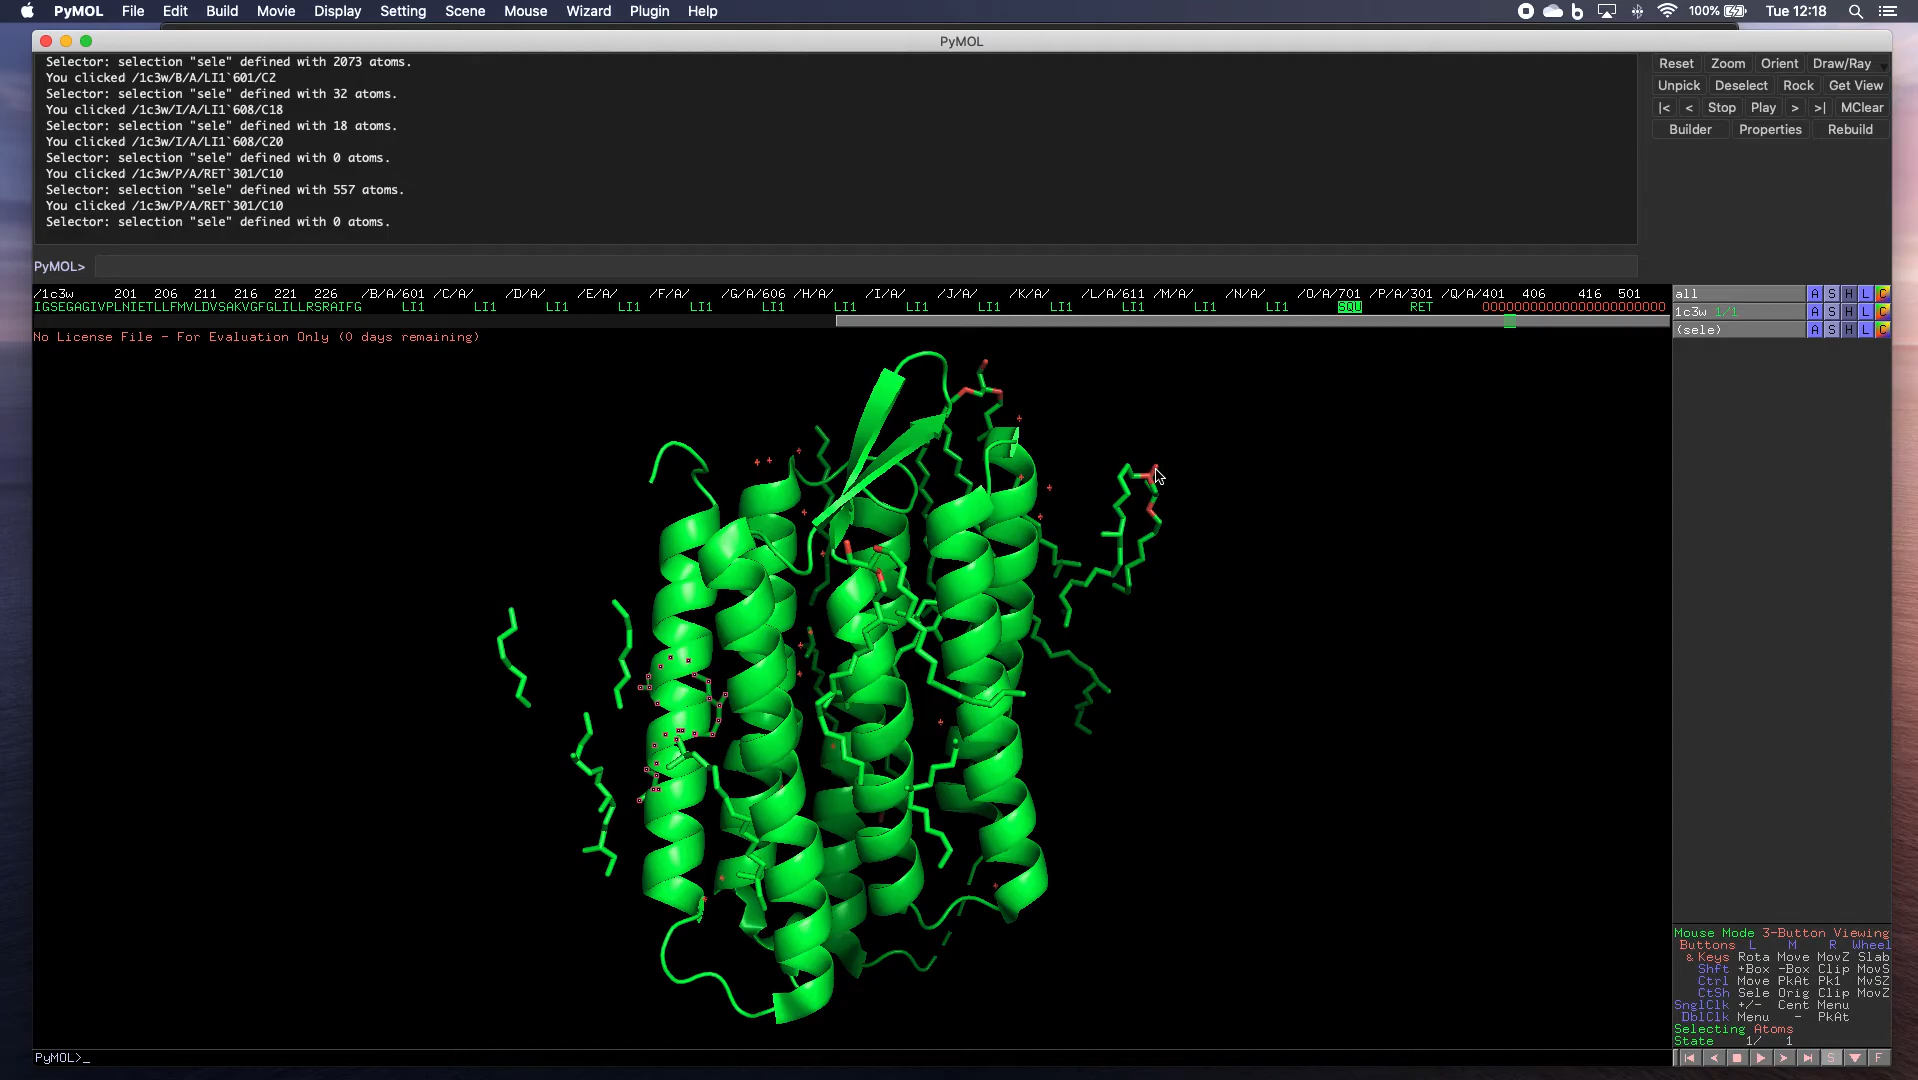 PyMOL File Edit Build Movie Display Setting Scene Mouse Wizard Plugin Help
100% Tue 12:18
PyMOL
Selector: selection "sele" defined with 2073 atoms.
You clicked /1c3w/B/A/LI1`601/C2
Selector: selection "sele" defined with 32 atoms.
You clicked /1c3w/I/A/LI1`608/C18
Selector: selection "sele" defined with 18 atoms.
You clicked /1c3w/I/A/LI1`608/C20
Selector: selection "sele" defined with 0 atoms.
You clicked /1c3w/P/A/RET`301/C10
Selector: selection "sele" defined with 557 atoms.
You clicked /1c3w/P/A/RET`301/C10
Selector: selection "sele" defined with 0 atoms.
Reset Zoom Orient Draw/Ray
Unpick Deselect Rock Get View
|< < Stop Play > >| MClear
Builder Properties Rebuild
PyMOL>
/1c3w 201 206 211 216 221 226 /B/A/601 /C/A/ /D/A/ /E/A/ /F/A/ /G/A/606 /H/A/ /I/A/ /J/A/ /K/A/ /L/A/611 /M/A/ /N/A/ /O/A/701 /P/A/301 /Q/A/401 406 416 501
IGSEGAGIVPLNIETLLFMVLDVSAKVGFGLILLRSRAIFG LI1 LI1 LI1 LI1 LI1 LI1 LI1 LI1 LI1 LI1 LI1 LI1 LI1 SQU RET OOOOOOOOOOOOOOOOOOOOOOO
all A S H L C
1c3w 1/1 A S H L C
(sele) A S H L C
No License File - For Evaluation Only (0 days remaining)
Mouse Mode 3-Button Viewing
Buttons L M R Wheel
& Keys Rota Move MovZ Slab
Shft +Box -Box Clip MovS
Ctrl Move PkAt Pk1 MvSZ
CtSh Sele Orig Clip MovZ
SnglClk +/- Cent Menu
DblClk Menu - PkAt
Selecting Atoms
State 1/ 1
PyMOL>_
S F